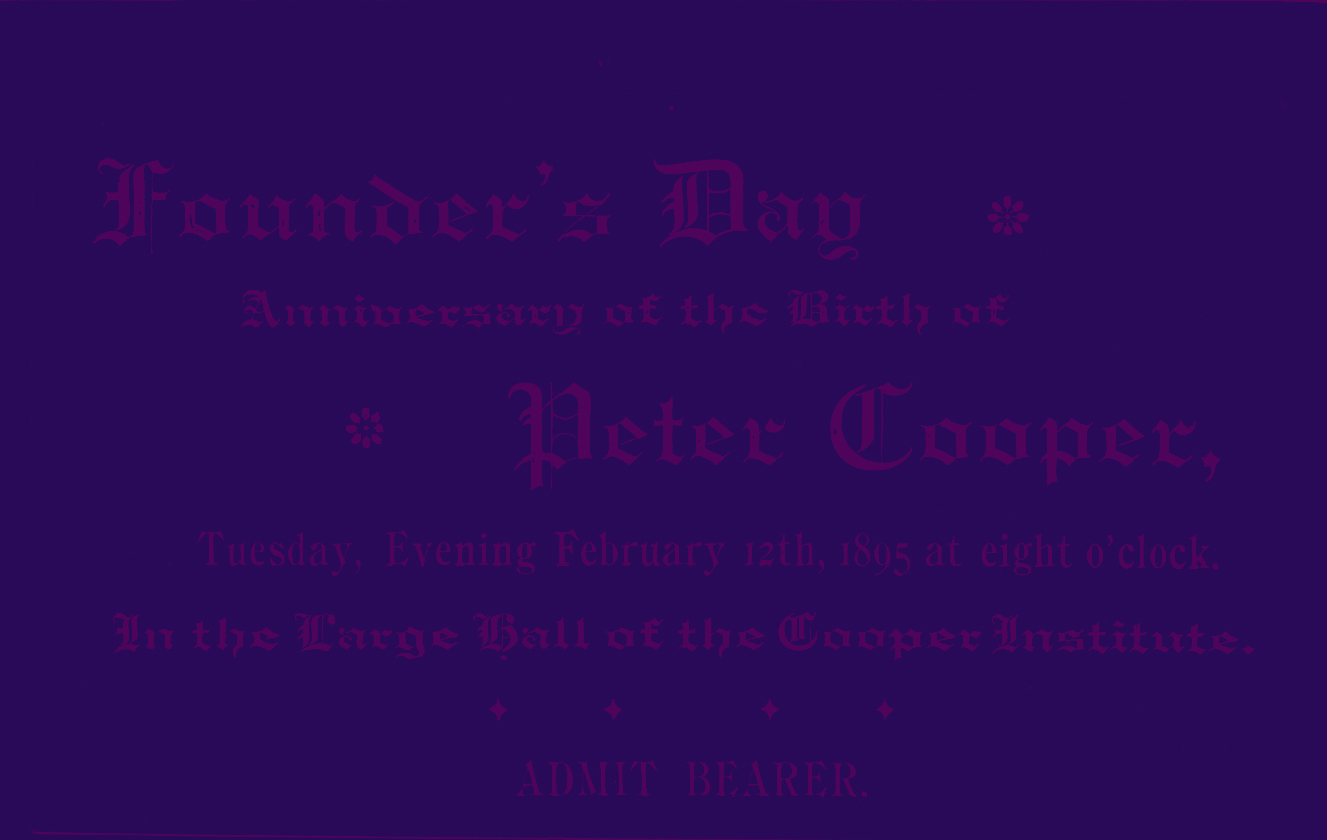 Founder's Day
Anniversary of the Birth of
Peter Cooper,
Tuesday, Evening February 12th, 1895 at eight o'clock.
In the Large Hall of the Cooper Institute.
ADMIT BEARER.